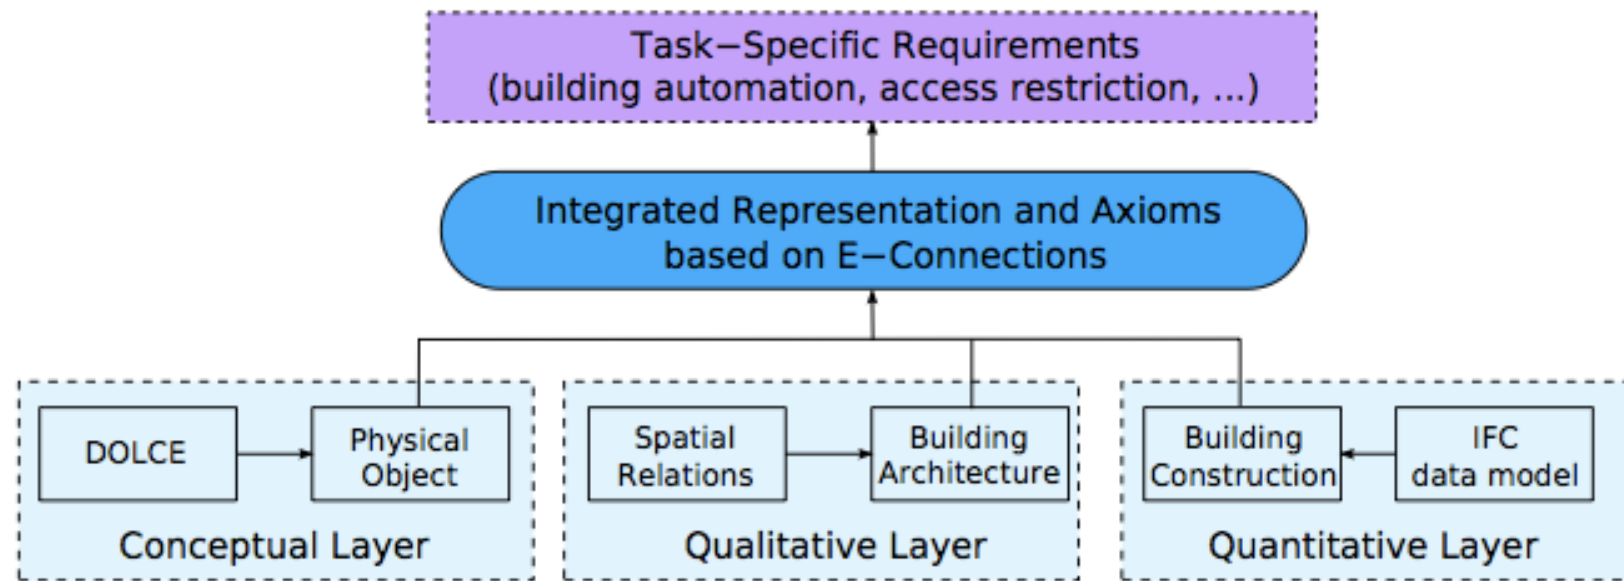 Task−Specific Requirements
(building automation, access restriction, ...)
Integrated Representation and Axioms
based on E−Connections
DOLCE
Physical
Object
Spatial
Relations
Building
Architecture
Building
Construction
IFC
data model
Conceptual Layer
Qualitative Layer
Quantitative Layer